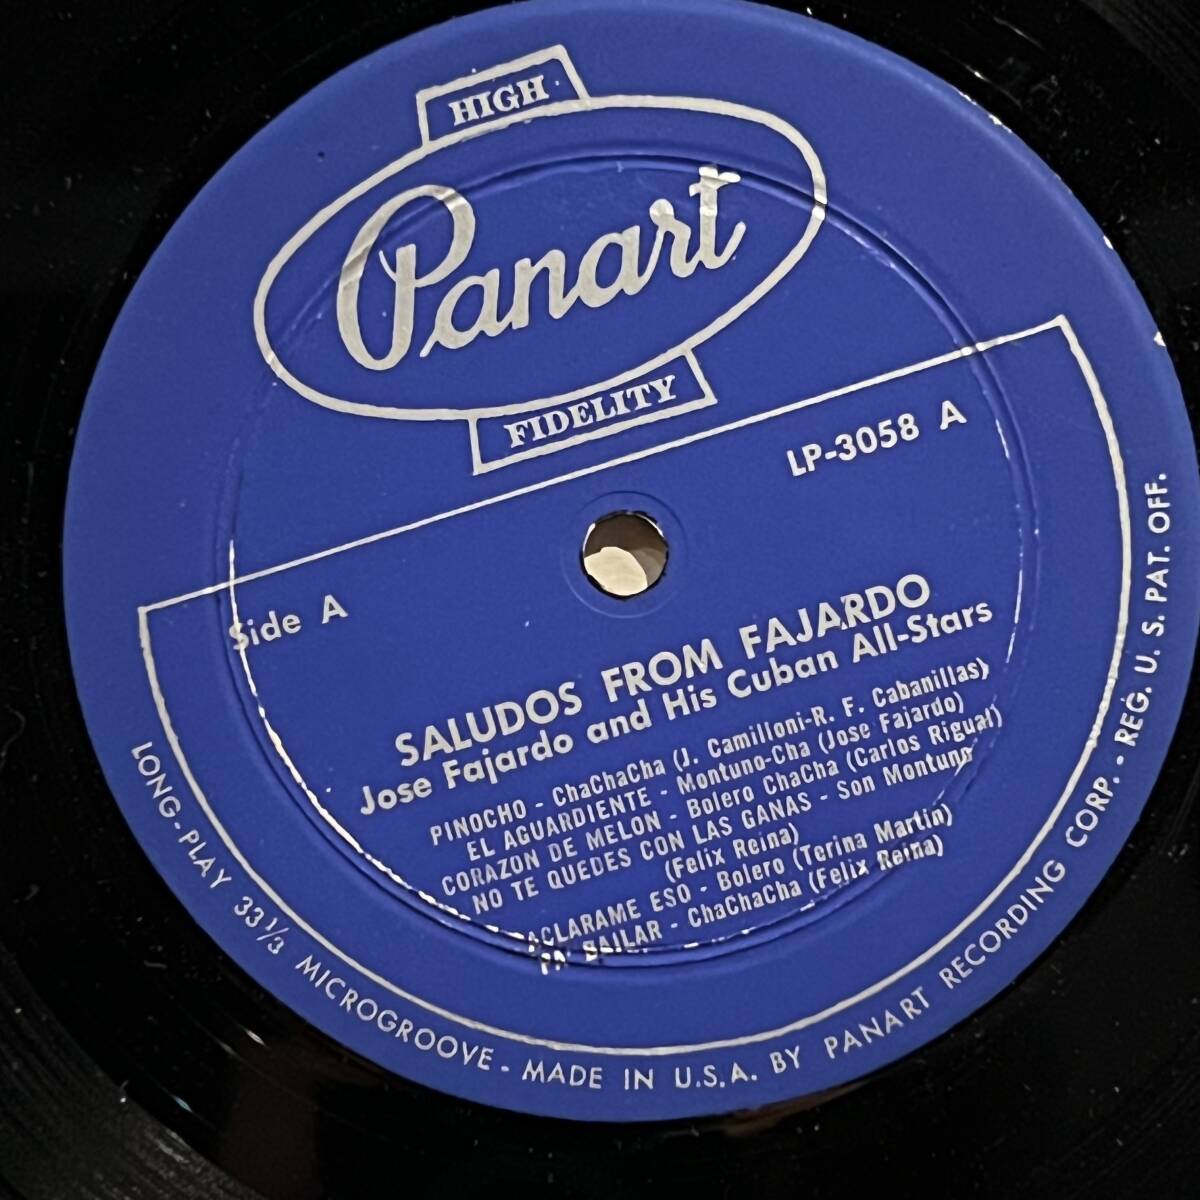 HIGH
Panart
FIDELITY
LP-3058 A
Side A
SALUDOS FROM FAJARDO
Jose Fajardo and His Cuban All-Stars
PINOCHO - ChaChaCha (J. Camilloni-R. F. Cabanillas)
EL AGUARDIENTE - Montuno-Cha (Jose Fajardo)
CORAZON DE MELON - Bolero ChaCha (Carlos Rigual)
NO TE QUEDES CON LAS GANAS - Son Montuno
(Felix Reina)
ACLARAME ESO - Bolero (Terina Martin)
PA' BAILAR - ChaChaCha (Felix Reina)
LONG-PLAY 33 1/3 MICROGROOVE - MADE IN U.S.A. BY PANART RECORDING CORP. - REG. U. S. PAT. OFF.